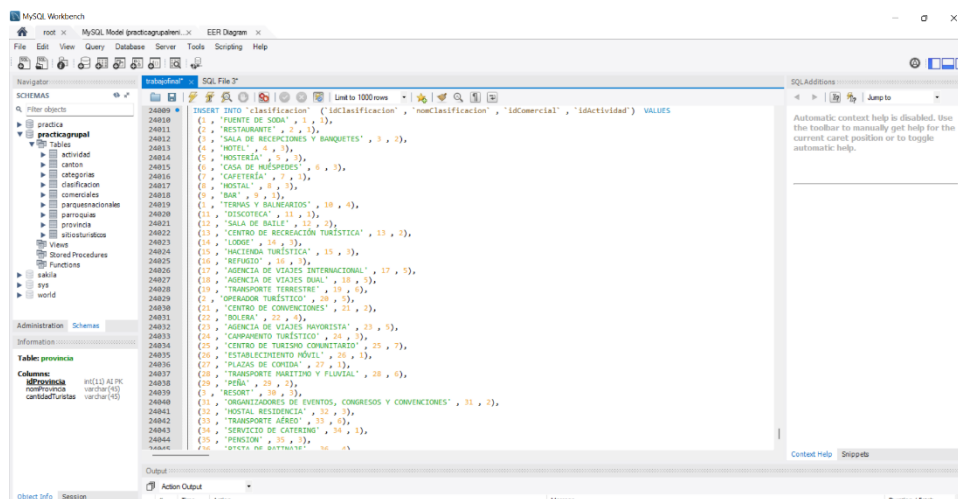 MySQL Workbench
root × MySQL Model (practicagrupalreni...× EER Diagram ×
File Edit View Query Database Server Tools Scripting Help
Navigator
SCHEMAS
Filter objects
practica
practicagrupal
Tables
actividad
canton
categorias
clasificacion
comerciales
parquesnacionales
parroquias
provincia
sitiosturisticos
Views
Stored Procedures
Functions
sakila
sys
world
Administration Schemas
Information
Table: provincia
Columns:
idProvincia int(11) AI PK
nomProvincia varchar(45)
cantidadTuristas varchar(45)
Object Info Session
trabajofinal* × SQL File 3*
Limit to 1000 rows
24009 INSERT INTO `clasificacion` (`idClasificacion` , `nomClasificacion` , `idComercial` , `idActividad`) VALUES
24010 (1 , 'FUENTE DE SODA' , 1 , 1),
24011 (2 , 'RESTAURANTE' , 2 , 1),
24012 (3 , 'SALA DE RECEPCIONES Y BANQUETES' , 3 , 2),
24013 (4 , 'HOTEL' , 4 , 3),
24014 (5 , 'HOSTERÍA' , 5 , 3),
24015 (6 , 'CASA DE HUÉSPEDES' , 6 , 3),
24016 (7 , 'CAFETERÍA' , 7 , 1),
24017 (8 , 'HOSTAL' , 8 , 3),
24018 (9 , 'BAR' , 9 , 1),
24019 (1 , 'TERMAS Y BALNEARIOS' , 10 , 4),
24020 (11 , 'DISCOTECA' , 11 , 1),
24021 (12 , 'SALA DE BAILE' , 12 , 2),
24022 (13 , 'CENTRO DE RECREACIÓN TURÍSTICA' , 13 , 2),
24023 (14 , 'LODGE' , 14 , 3),
24024 (15 , 'HACIENDA TURÍSTICA' , 15 , 3),
24025 (16 , 'REFUGIO' , 16 , 3),
24026 (17 , 'AGENCIA DE VIAJES INTERNACIONAL' , 17 , 5),
24027 (18 , 'AGENCIA DE VIAJES DUAL' , 18 , 5),
24028 (19 , 'TRANSPORTE TERRESTRE' , 19 , 6),
24029 (2 , 'OPERADOR TURÍSTICO' , 20 , 5),
24030 (21 , 'CENTRO DE CONVENCIONES' , 21 , 2),
24031 (22 , 'BOLERA' , 22 , 4),
24032 (23 , 'AGENCIA DE VIAJES MAYORISTA' , 23 , 5),
24033 (24 , 'CAMPAMENTO TURÍSTICO' , 24 , 3),
24034 (25 , 'CENTRO DE TURISMO COMUNITARIO' , 25 , 7),
24035 (26 , 'ESTABLECIMIENTO MÓVIL' , 26 , 1),
24036 (27 , 'PLAZAS DE COMIDA' , 27 , 1),
24037 (28 , 'TRANSPORTE MARITIMO Y FLUVIAL' , 28 , 6),
24038 (29 , 'PEÑA' , 29 , 2),
24039 (3 , 'RESORT' , 30 , 3),
24040 (31 , 'ORGANIZADORES DE EVENTOS, CONGRESOS Y CONVENCIONES' , 31 , 2),
24041 (32 , 'HOSTAL RESIDENCIA' , 32 , 3),
24042 (33 , 'TRANSPORTE AÉREO' , 33 , 6),
24043 (34 , 'SERVICIO DE CATERING' , 34 , 1),
24044 (35 , 'PENSION' , 35 , 3),
24045 (36 , 'PISTA DE PATINAJE' , 36 , 4)
Output
Action Output
SQLAdditions
Jump to
Automatic context help is disabled. Use
the toolbar to manually get help for the
current caret position or to toggle
automatic help.
Context Help Snippets